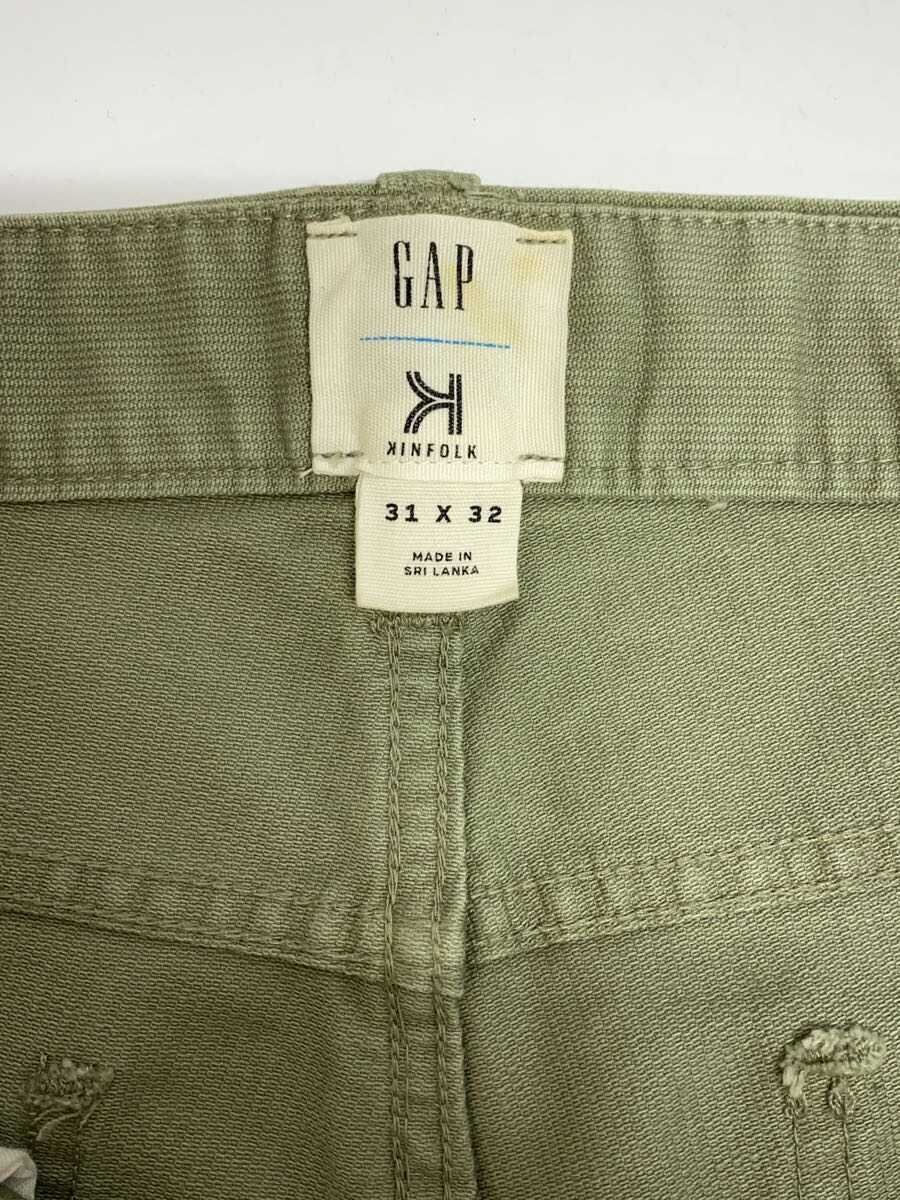 GAP
KINFOLK
31 X 32
MADE IN
SRI LANKA